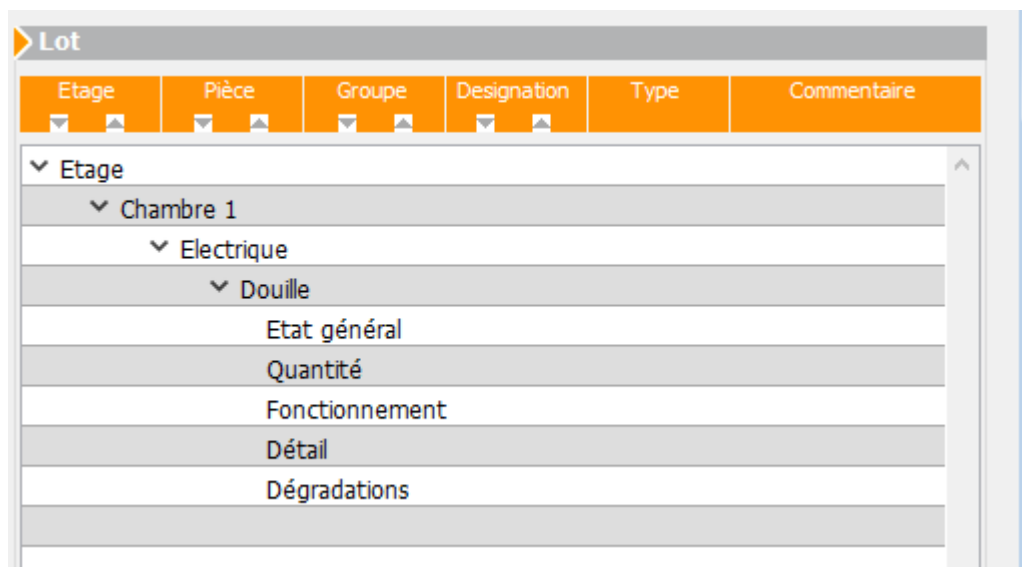 Lot
Etage Pièce Groupe Designation Type Commentaire
Etage
Chambre 1
Electrique
Douille
Etat général
Quantité
Fonctionnement
Détail
Dégradations